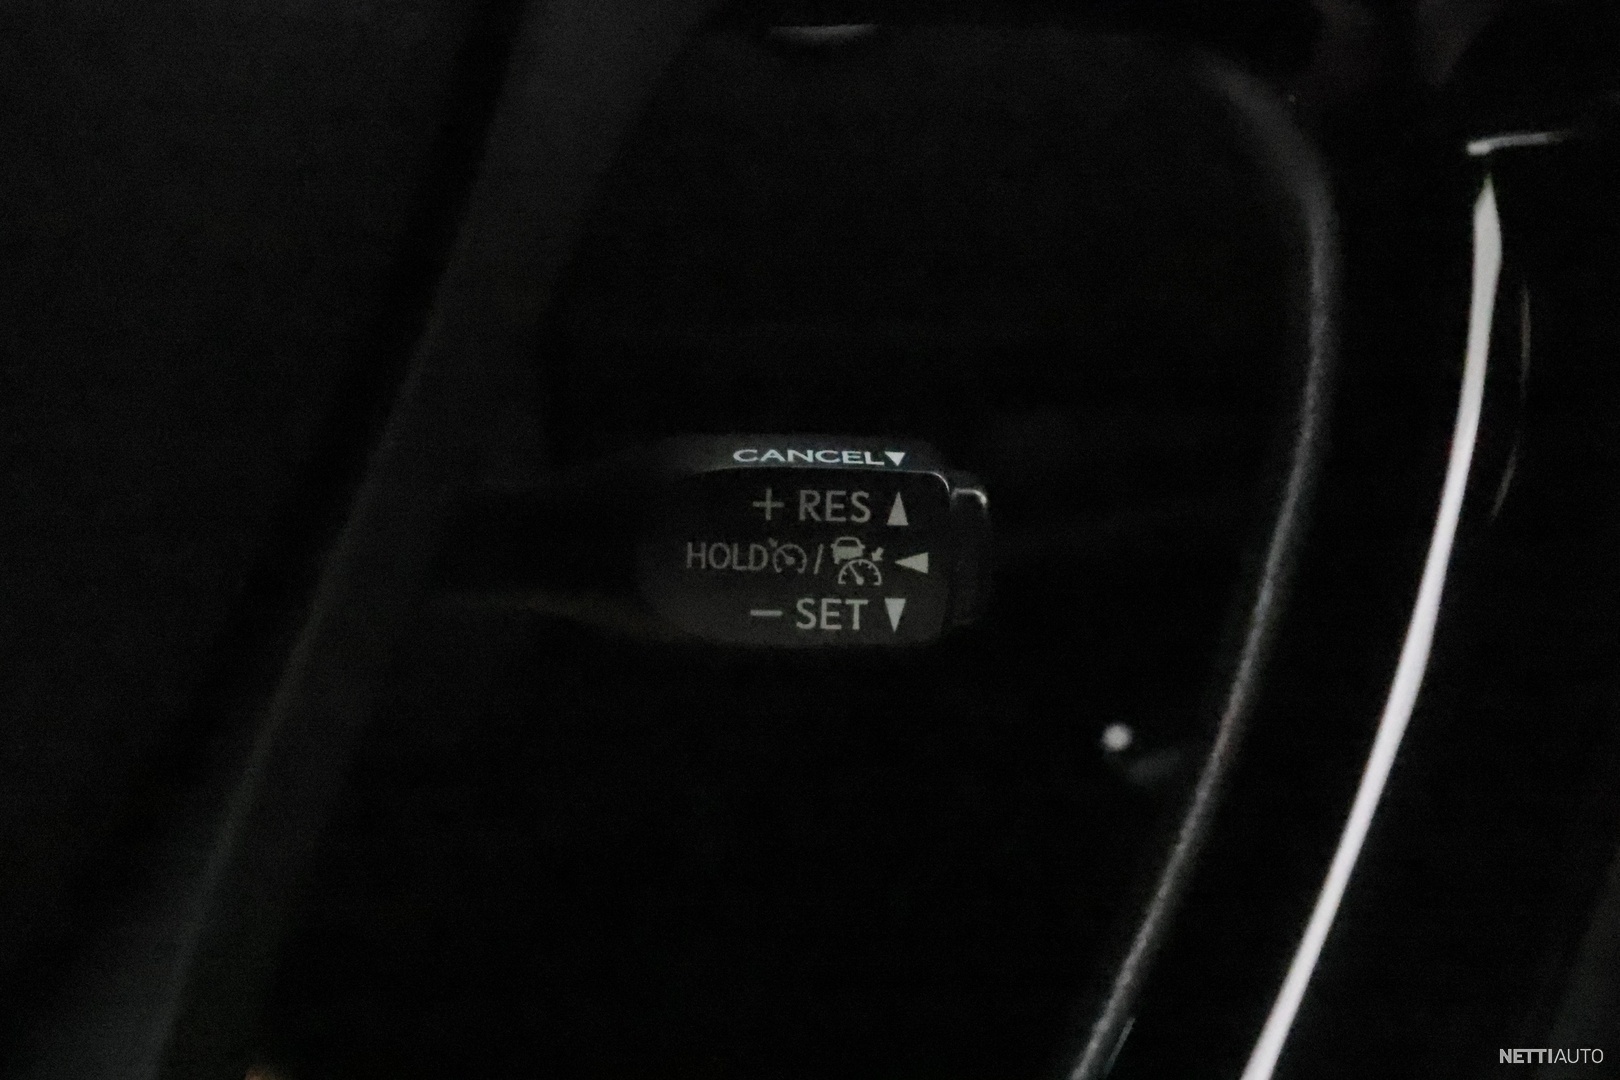 CANCEL▼
+ RES ▲
HOLD / ◀
− SET ▼
NETTIAUTO